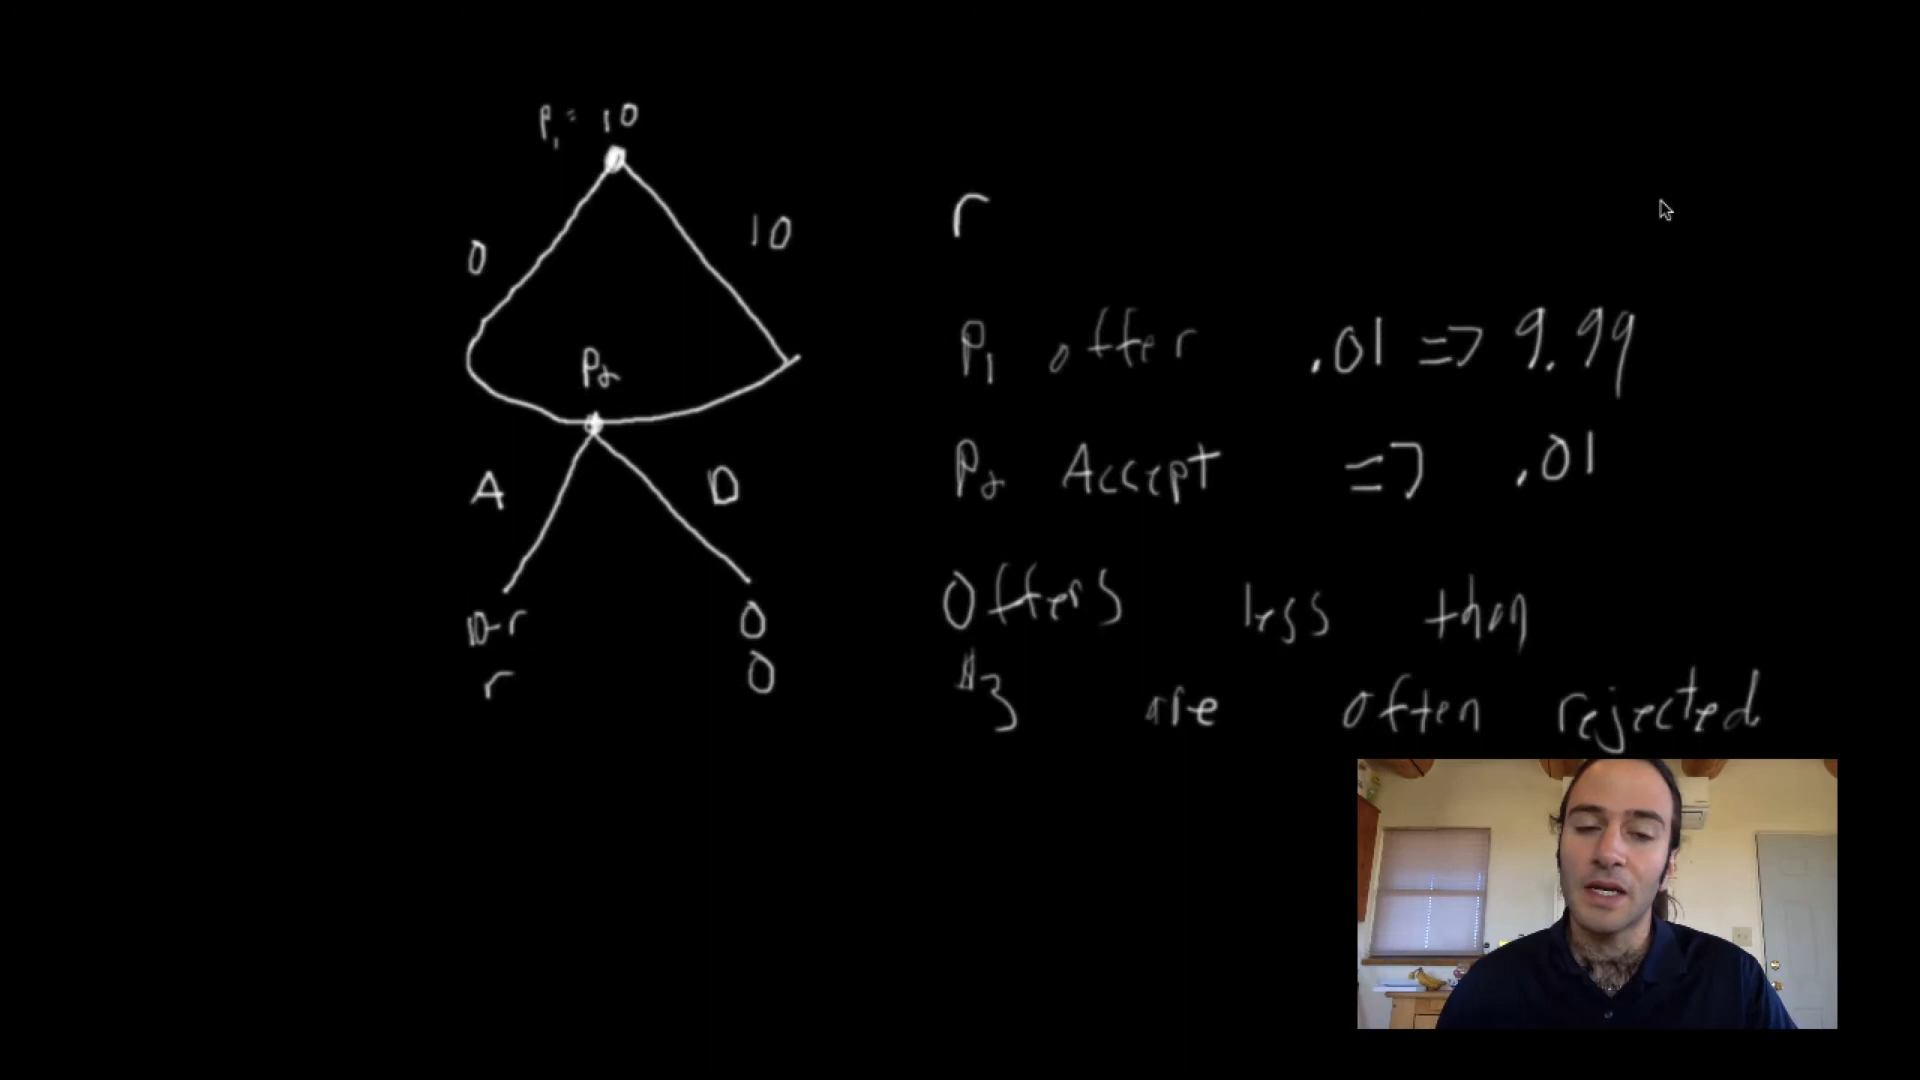 P₁ = 10
0
10
r
P₂
P₁ offer .01 => 9.99
A
D
P₂ Accept => .01
10-r
r
0
0
Offers less than
$3 are often rejected